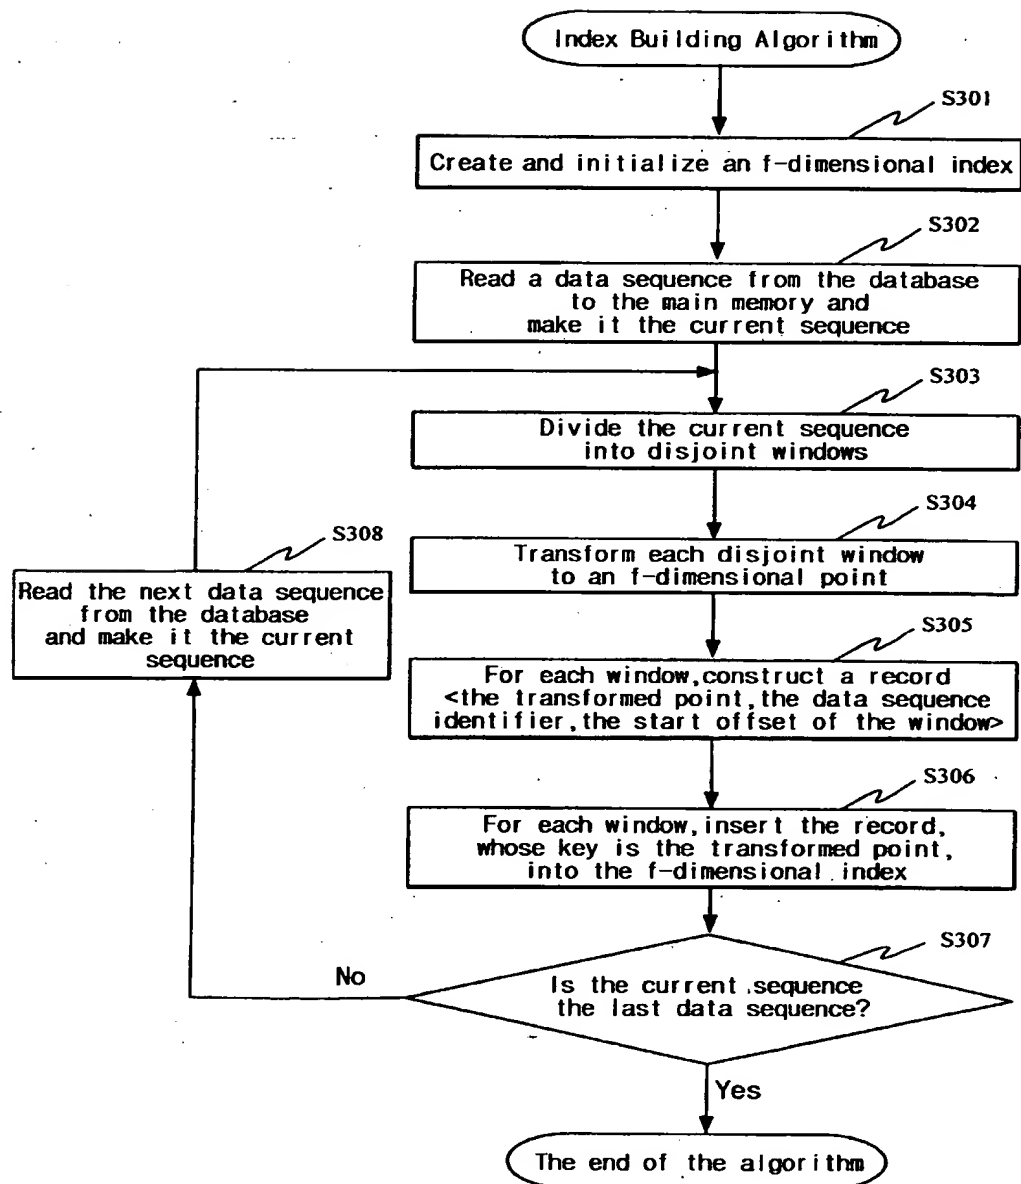 Index Building Algorithm
S301
Create and initialize an f-dimensional index
S302
Read a data sequence from the database
to the main memory and
make it the current sequence
S303
Divide the current sequence
into disjoint windows
S304
Transform each disjoint window
to an f-dimensional point
S308
Read the next data sequence
from the database
and make it the current
sequence
S305
For each window,construct a record
<the transformed point,the data sequence
identifier,the start offset of the window>
S306
For each window,insert the record,
whose key is the transformed point,
into the f-dimensional index
S307
No
Is the current sequence
the last data sequence?
Yes
The end of the algorithm